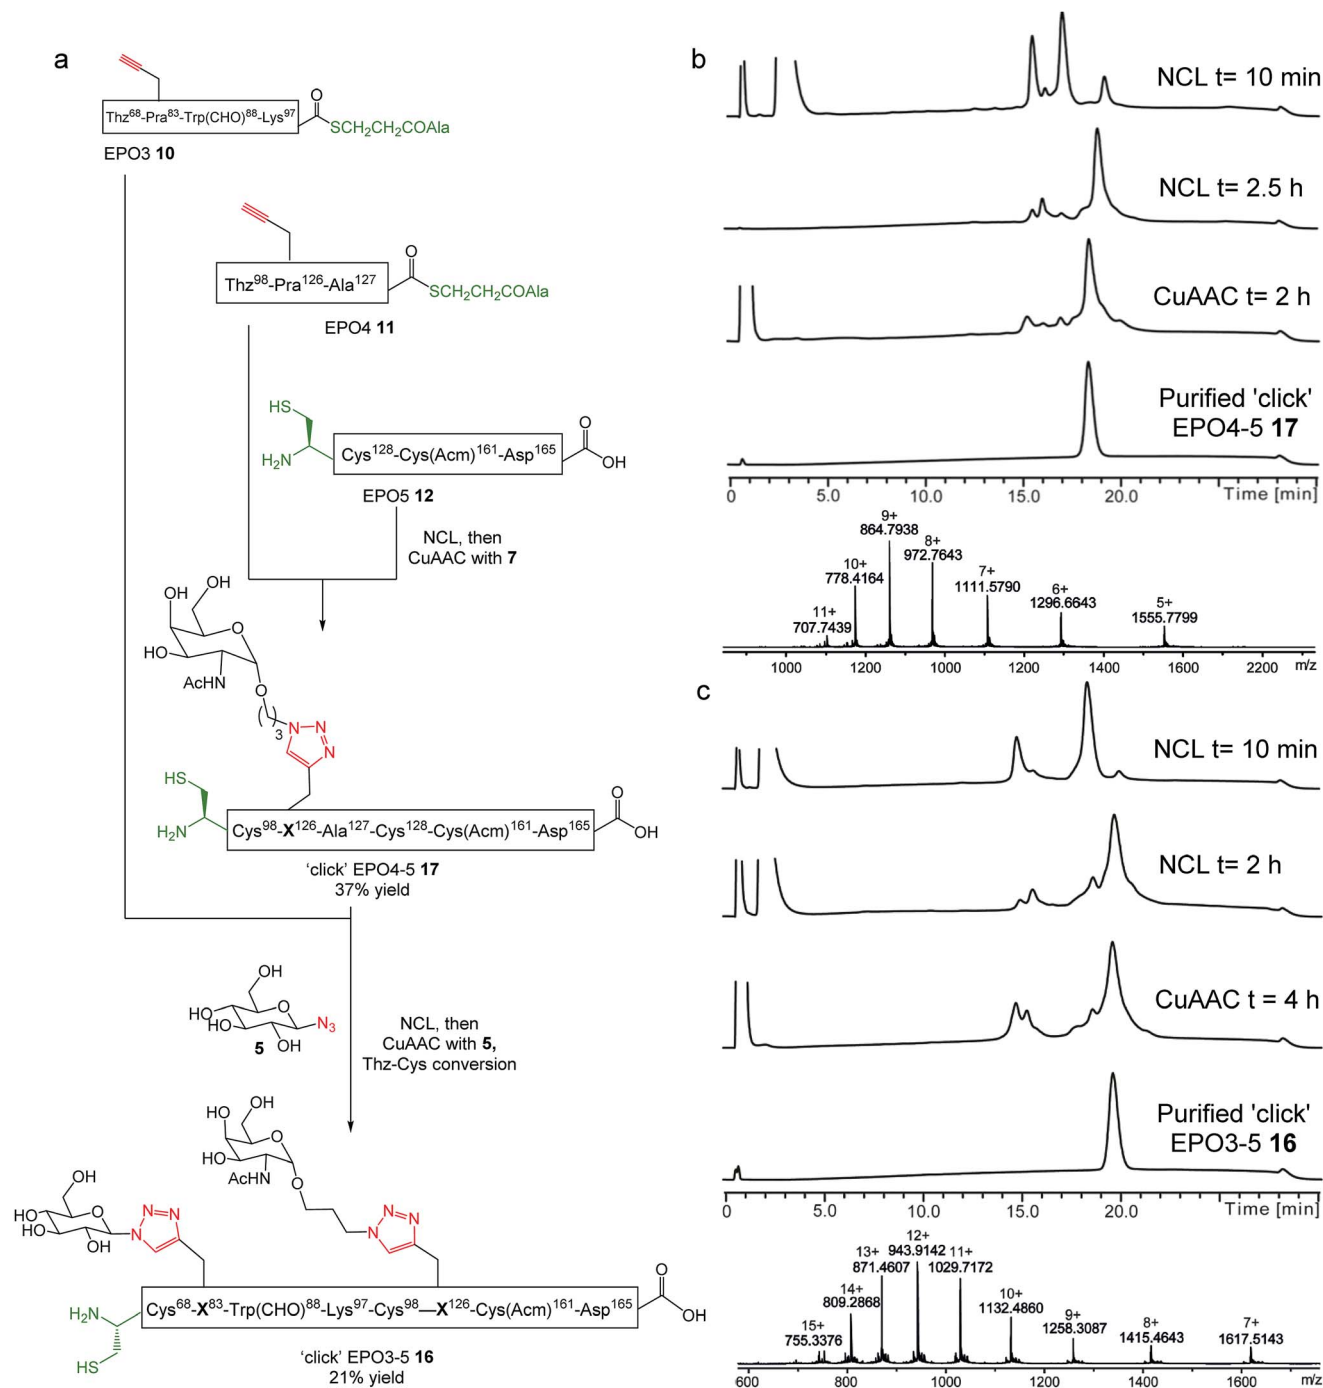 a
Thz68-Pra83-Trp(CHO)88-Lys97
O
SCH2CH2COAla
EPO3 10
Thz98-Pra126-Ala127
O
SCH2CH2COAla
EPO4 11
HS
H2N
Cys128-Cys(Acm)161-Asp165
O
OH
EPO5 12
NCL, then
CuAAC with 7
OH
OH
O
HO
AcHN
O
3
N
N
N
HS
H2N
Cys98-X126-Ala127-Cys128-Cys(Acm)161-Asp165
O
OH
'click' EPO4-5 17
37% yield
OH
HO
O
HO
N3
OH
5
NCL, then
CuAAC with 5,
Thz-Cys conversion
OH
HO
O
HO
AcHN
O
OH
HO
O
HO
OH
N
N
N
N
N
N
H2N
HS
Cys68-X83-Trp(CHO)88-Lys97-Cys98—X126-Cys(Acm)161-Asp165
O
OH
'click' EPO3-5 16
21% yield
b
NCL t= 10 min
NCL t= 2.5 h
CuAAC t= 2 h
Purified 'click'
EPO4-5 17
0 5.0 10.0 15.0 20.0 Time [min]
11+
707.7439
10+
778.4164
9+
864.7938
8+
972.7643
7+
1111.5790
6+
1296.6643
5+
1555.7799
1000 1200 1000 1200 1400 1600 2200 m/z
c
NCL t= 10 min
NCL t= 2 h
CuAAC t = 4 h
Purified 'click'
EPO3-5 16
0 5.0 10.0 15.0 20.0 Time [min]
15+
755.3376
14+
809.2868
13+
871.4607
12+
943.9142
11+
1029.7172
10+
1132.4860
9+
1258.3087
8+
1415.4643
7+
1617.5143
600 800 1000 1200 1400 1600 m/z